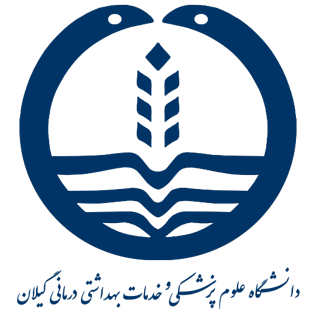 دانشگاه علوم پزشکی و خدمات بهداشتی درمانی گیلان